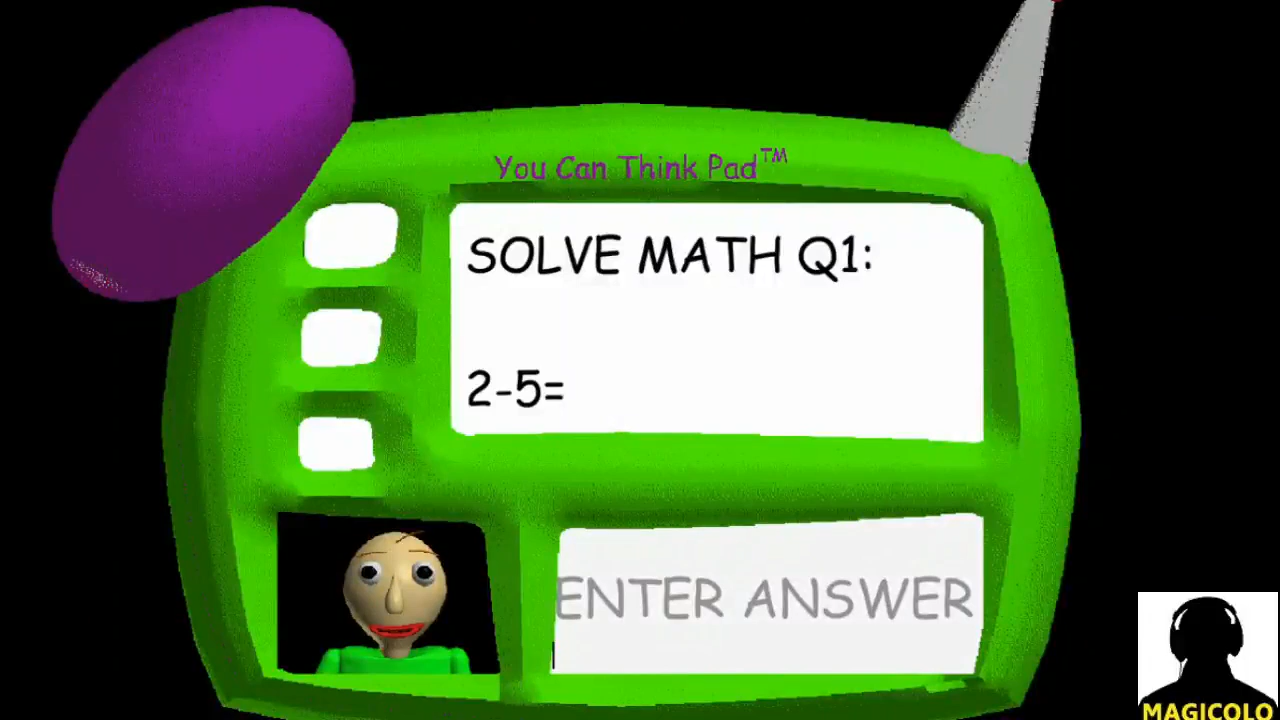 You Can Think Pad™
SOLVE MATH Q1:
2-5=
ENTER ANSWER
MAGICOLO